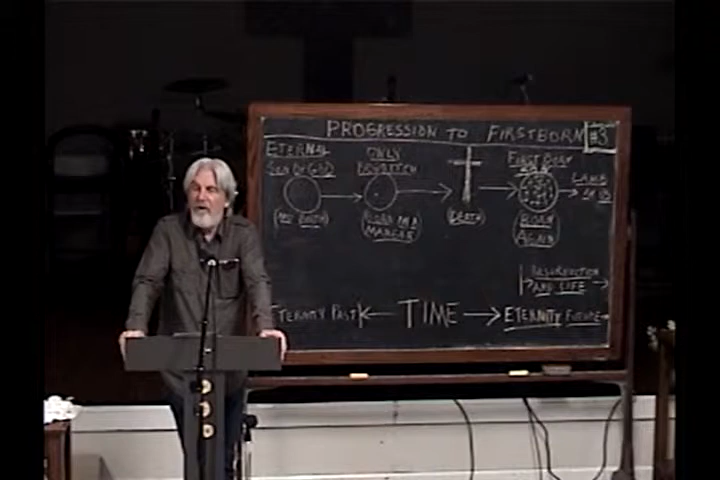 PROGRESSION TO FIRSTBORN #3
ETERNAL
SON OF GOD
ONLY
BEGOTTEN
FIRST BORN
LAMB
(NO BIRTH)
BORN IN A
MANGER
(DEATH)
BORN
AGAIN
RESURRECTION
AND LIFE
ETERNITY PAST
TIME
ETERNITY FUTURE